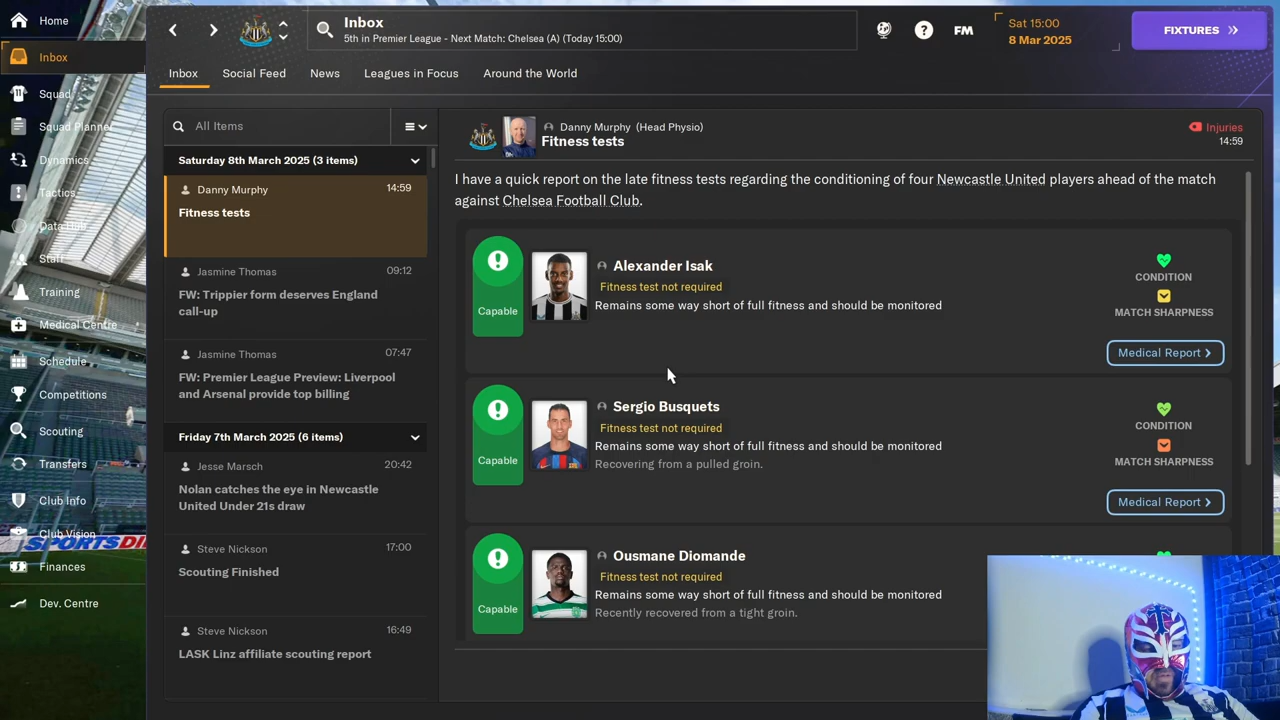 Home
Inbox
Squad
Squad Planner
Dynamics
Tactics
Data Hub
Staff
Training
Medical Centre
Schedule
Competitions
Scouting
Transfers
Club Info
Club Vision
Finances
Dev. Centre
SPORTS DI
Inbox
5th in Premier League - Next Match: Chelsea (A) (Today 15:00)
FM
Sat 15:00
8 Mar 2025
FIXTURES
Inbox
Social Feed
News
Leagues in Focus
Around the World
All Items
Saturday 8th March 2025 (3 items)
Danny Murphy 14:59
Fitness tests
Jasmine Thomas 09:12
FW: Trippier form deserves England
call-up
Jasmine Thomas 07:47
FW: Premier League Preview: Liverpool
and Arsenal provide top billing
Friday 7th March 2025 (6 items)
Jesse Marsch 20:42
Nolan catches the eye in Newcastle
United Under 21s draw
Steve Nickson 17:00
Scouting Finished
Steve Nickson 16:49
LASK Linz affiliate scouting report
Danny Murphy (Head Physio)
Fitness tests
Injuries
14:59
I have a quick report on the late fitness tests regarding the conditioning of four Newcastle United players ahead of the match
against Chelsea Football Club.
Capable
Alexander Isak
Fitness test not required
Remains some way short of full fitness and should be monitored
CONDITION
MATCH SHARPNESS
Medical Report
Capable
Sergio Busquets
Fitness test not required
Remains some way short of full fitness and should be monitored
Recovering from a pulled groin.
CONDITION
MATCH SHARPNESS
Medical Report
Capable
Ousmane Diomande
Fitness test not required
Remains some way short of full fitness and should be monitored
Recently recovered from a tight groin.